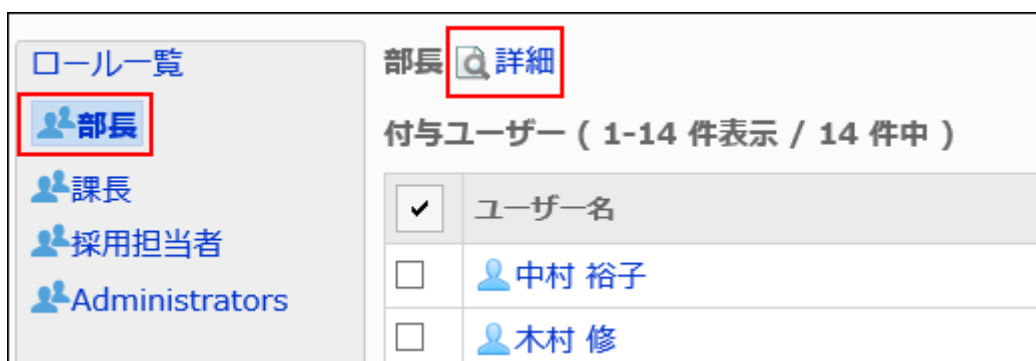 ロール一覧
部長
課長
採用担当者
Administrators
部長 詳細
付与ユーザー ( 1-14 件表示 / 14 件中 )
ユーザー名
中村 裕子
木村 修